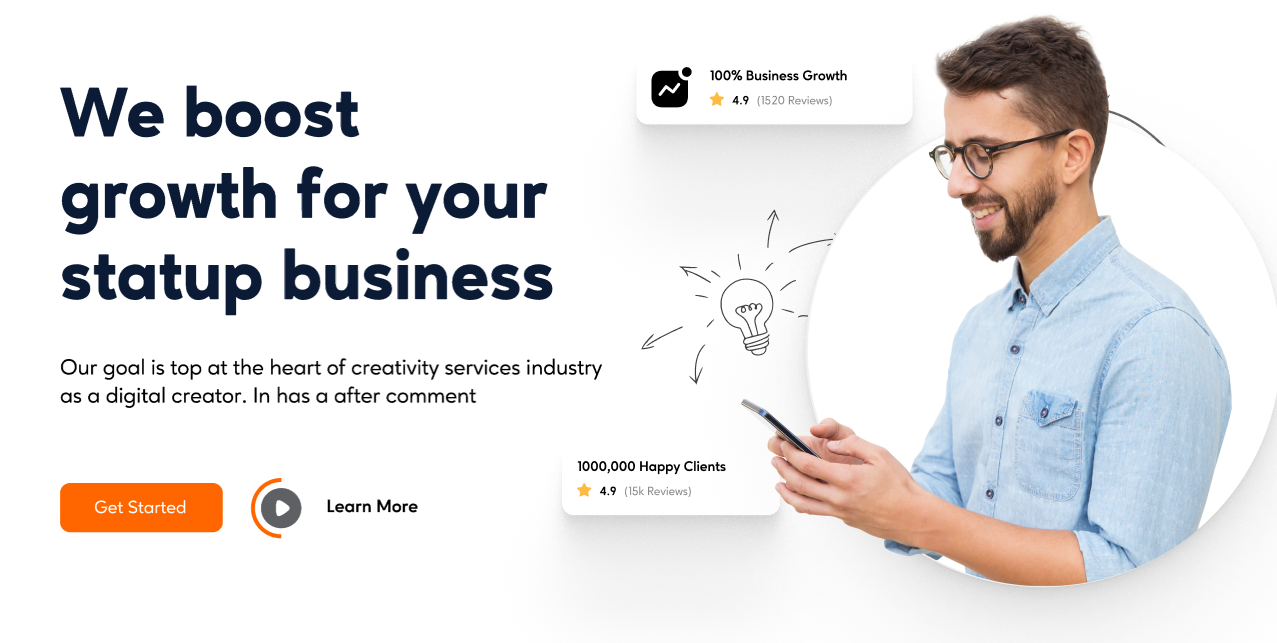 We boost
growth for your
statup business
Our goal is top at the heart of creativity services industry
as a digital creator. In has a after comment
Get Started
Learn More
100% Business Growth
4.9 (1520 Reviews)
1000,000 Happy Clients
4.9 (15k Reviews)